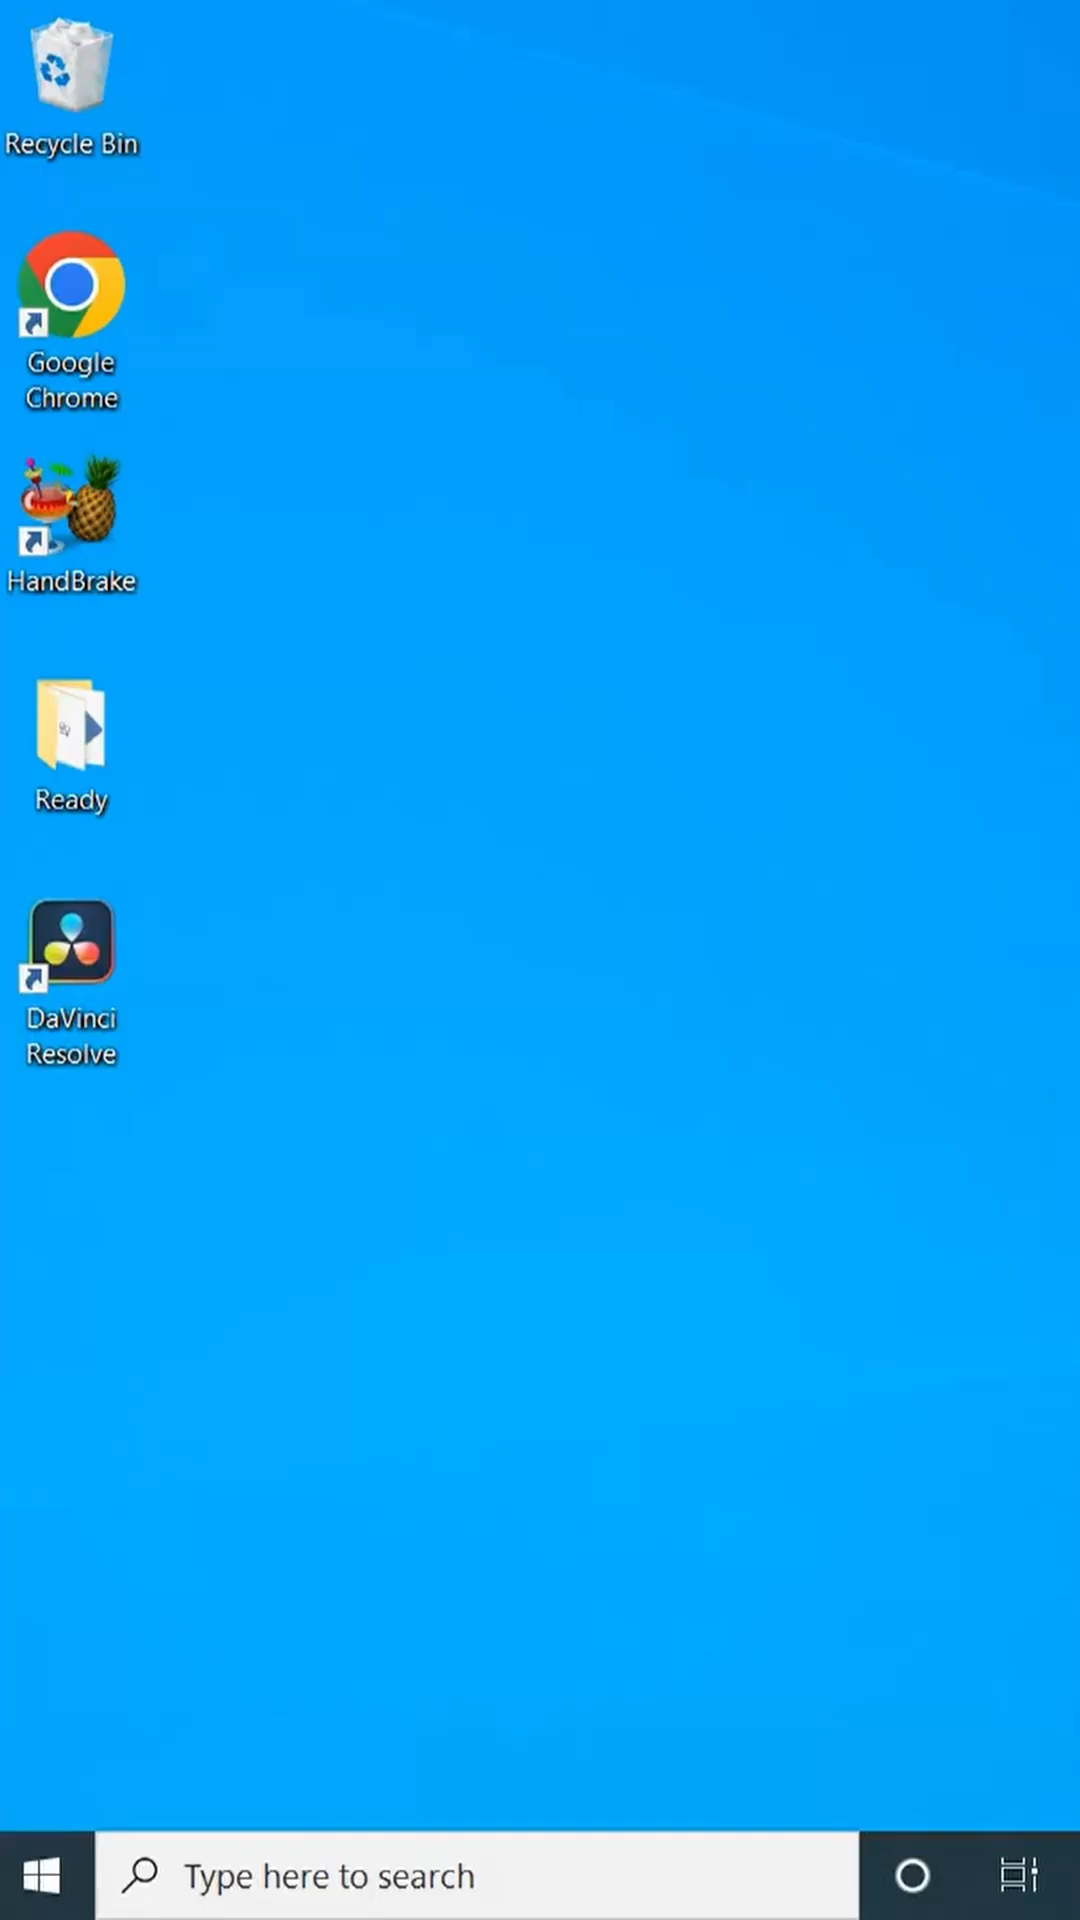 Recycle Bin
Google
Chrome
HandBrake
Ready
DaVinci
Resolve
Type here to search